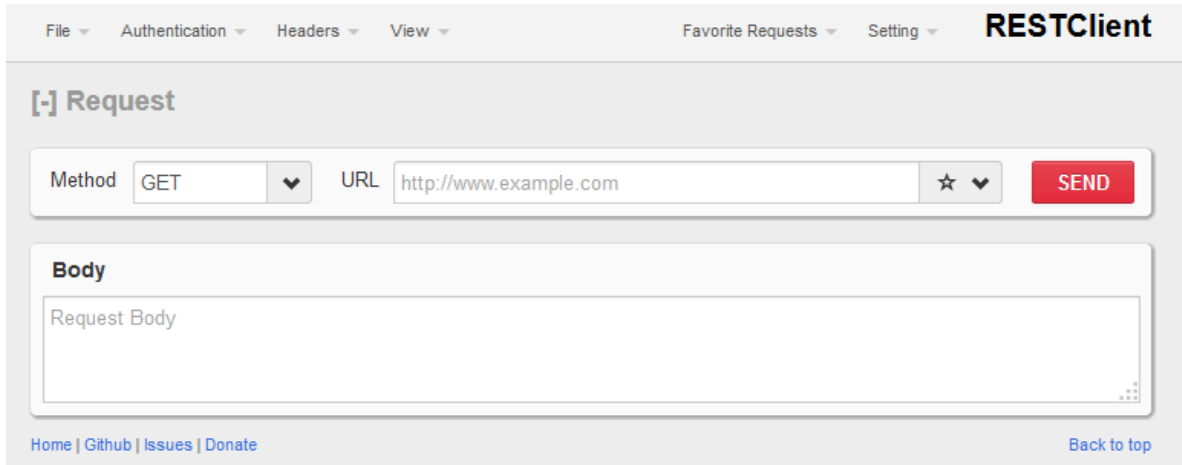 File Authentication Headers View Favorite Requests Setting RESTClient
[-] Request
Method GET URL http://www.example.com SEND
Body
Request Body
Home | Github | Issues | Donate Back to top